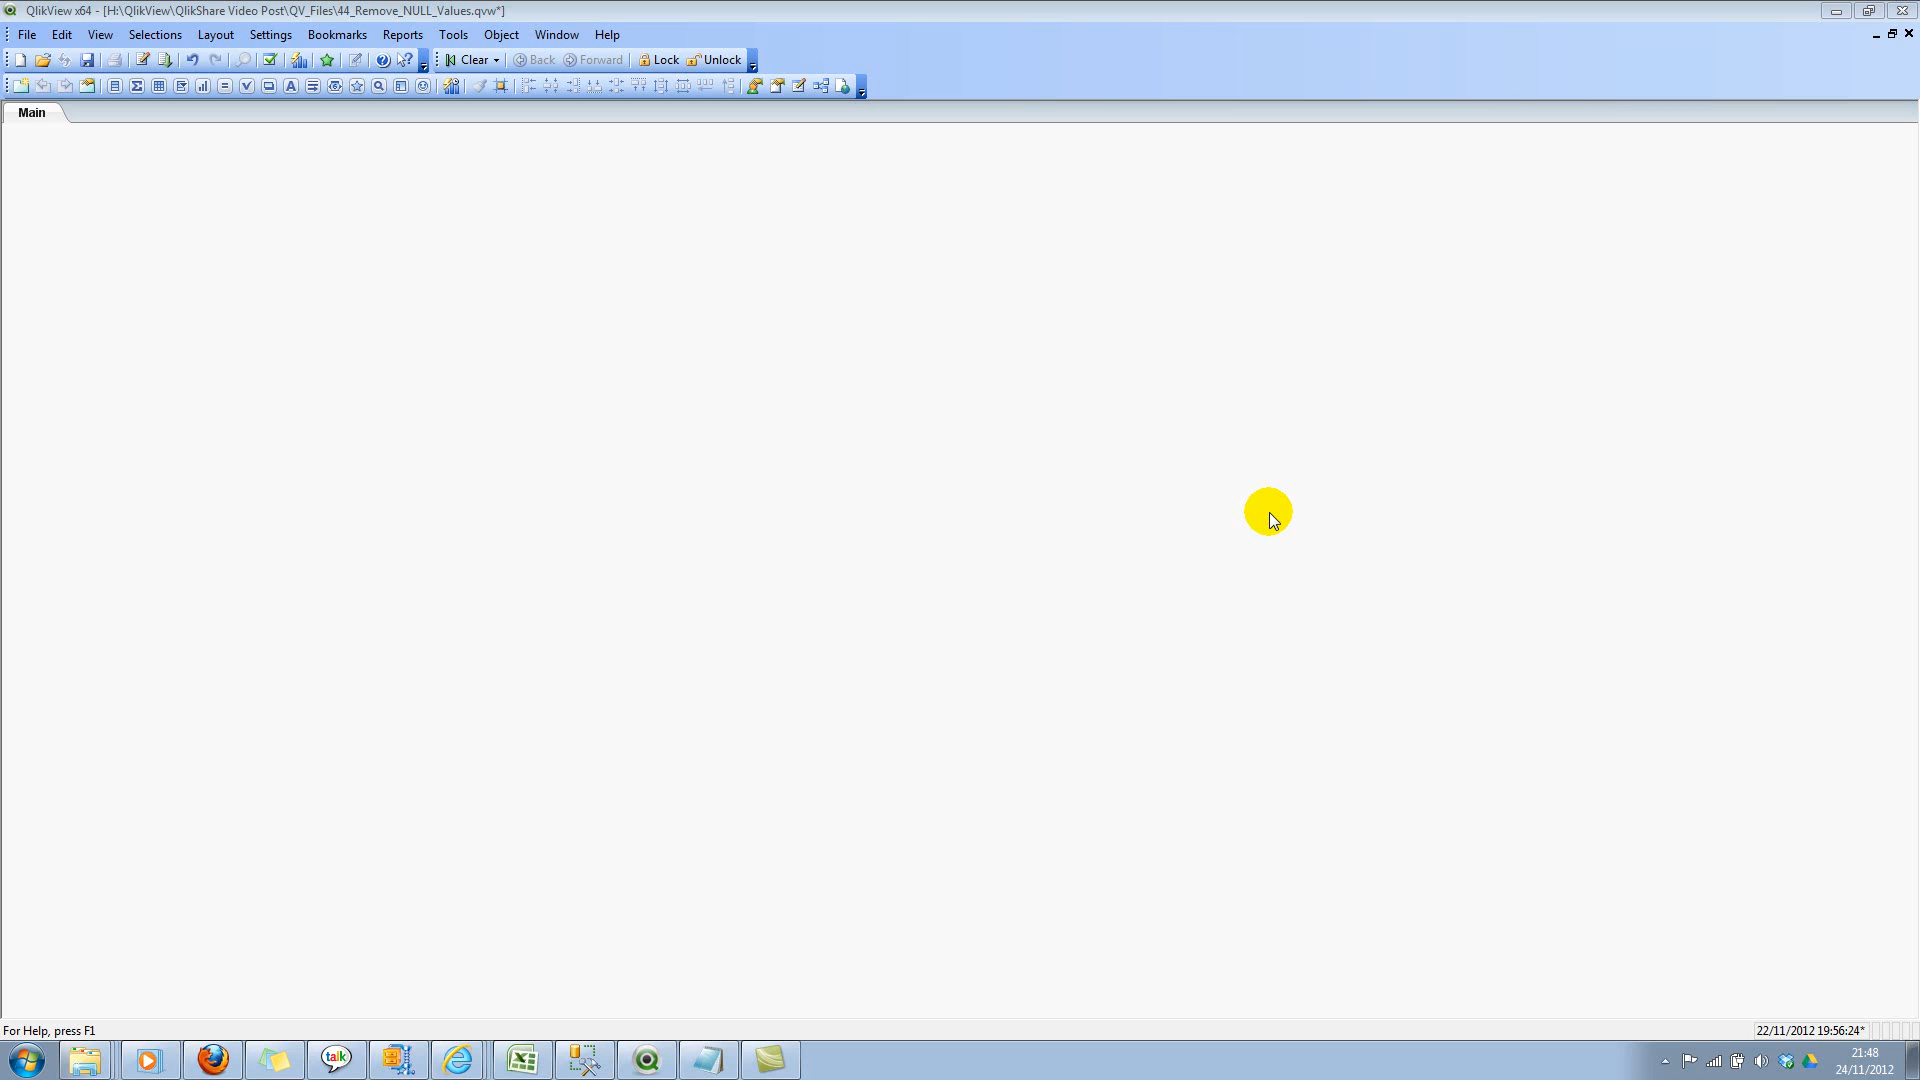 QlikView x64 - [H:\QlikView\QlikShare Video Post\QV_Files\44_Remove_NULL_Values.qvw*]
File Edit View Selections Layout Settings Bookmarks Reports Tools Object Window Help
Clear Back Forward Lock Unlock
Main
For Help, press F1
22/11/2012 19:56:24*
talk
21:48
24/11/2012